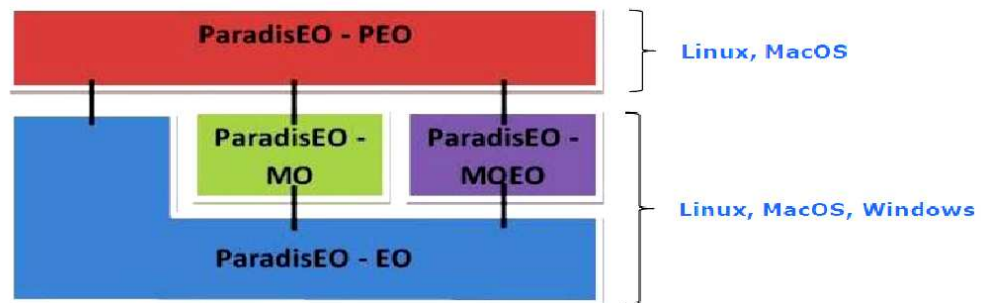 ParadisEO - PEO
Linux, MacOS
ParadisEO -
MO
ParadisEO -
MOEO
Linux, MacOS, Windows
ParadisEO - EO